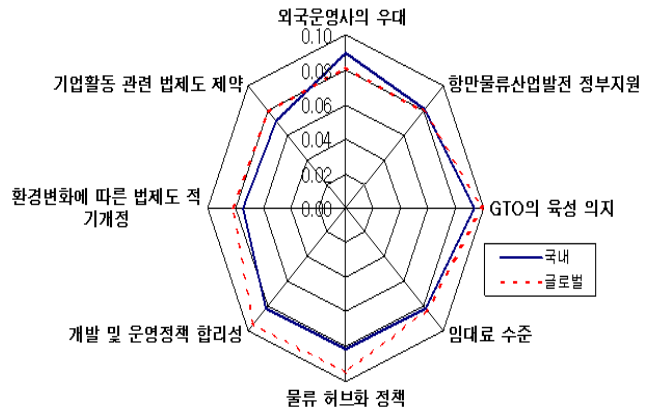 외국운영사의 우대
0.10
기업활동 관련 법제도 제약
0.08
항만물류산업발전 정부지원
0.06
0.04
0.02
환경변화에 따른 법제도 적
기개정
0.00
GTO의 육성 의지
국내
글로벌
개발 및 운영정책 합리성
임대료 수준
물류 허브화 정책